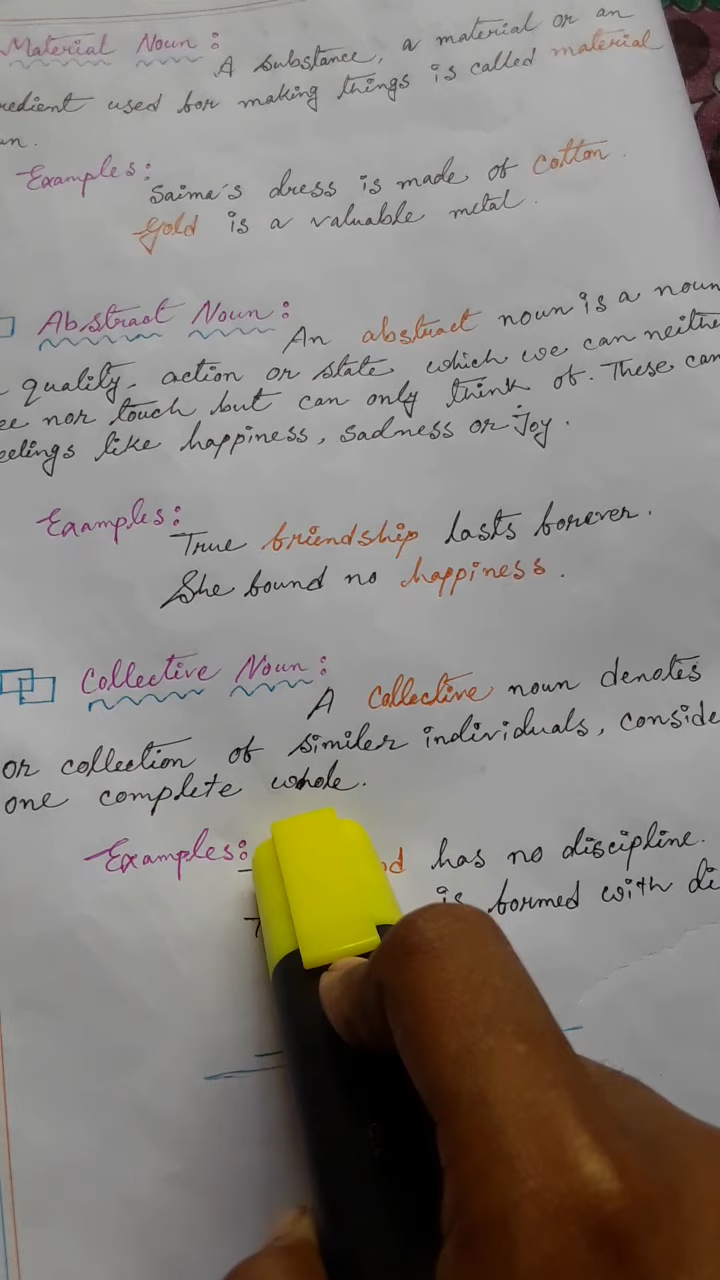 Material Noun:
A substance, a material or an
redient used for making things is called material
un.
Examples:
Saima's dress is made of cotton.
Gold is a valuable metal.
Abstract Noun:
An abstract noun is a noun
quality, action or state which we can neithe
ee nor touch but can only think of. These can
eelings like happiness, sadness or Joy.
Examples:
True friendship lasts forever.
She found no happiness.
Collective Noun:
A collective noun denotes
or collection of similer individuals, conside
one complete whole.
Examples:
has no discipline.
is formed with di